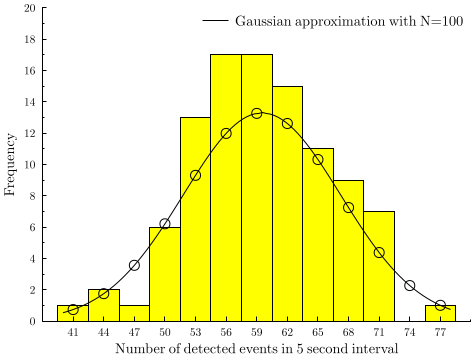 Gaussian approximation with N=100
20
18
16
14
12
10
8
6
4
2
0
Frequency
41 44 47 50 53 56 59 62 65 68 71 74 77
Number of detected events in 5 second interval